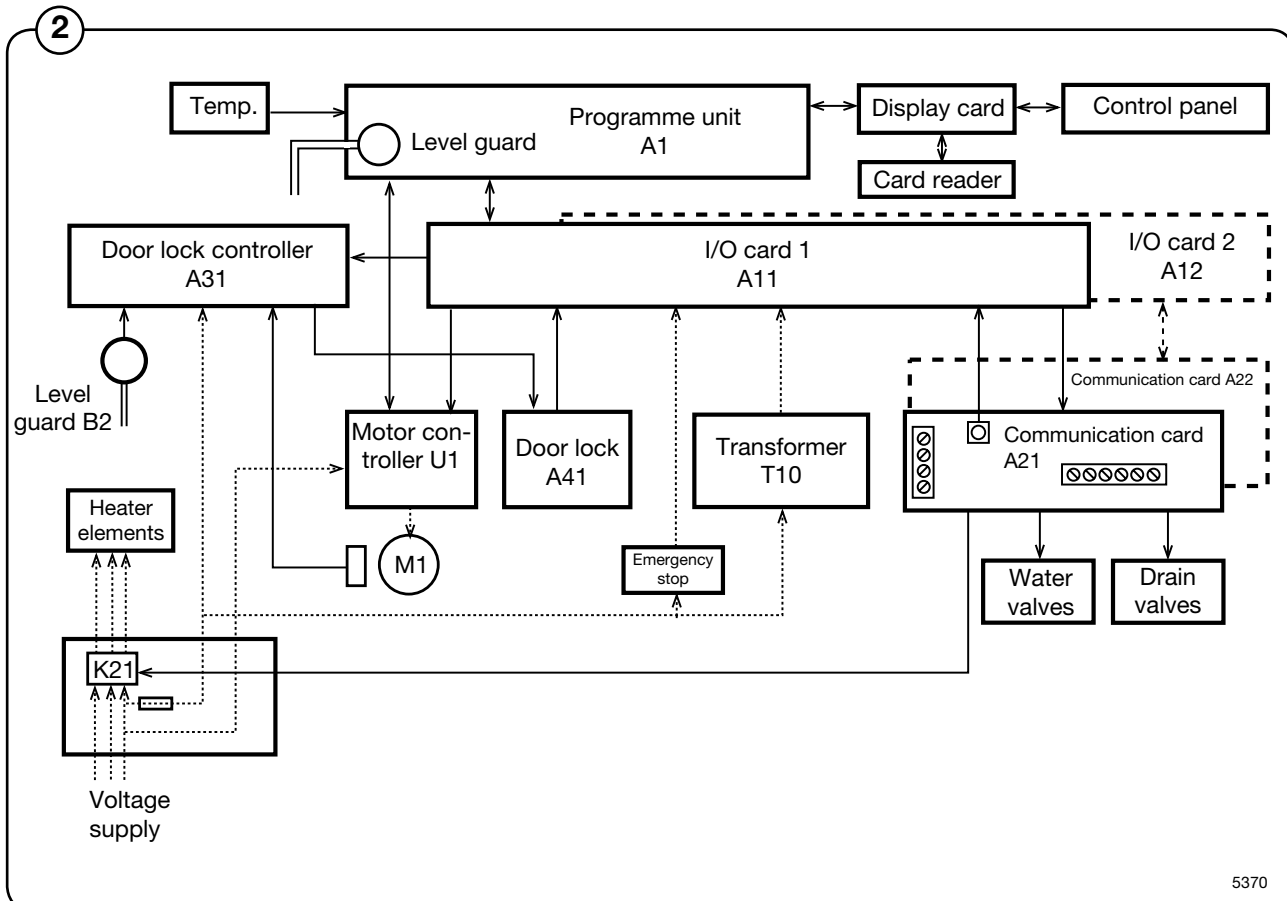 2
Temp.
Programme unit
A1
Level guard
Display card
Control panel
Card reader
Door lock controller
A31
I/O card 1
A11
I/O card 2
A12
Level
guard B2
Communication card A22
Motor con-
troller U1
Door lock
A41
Transformer
T10
Communication card
A21
Heater
elements
M1
Emergency
stop
Water
valves
Drain
valves
K21
Voltage
supply
5370